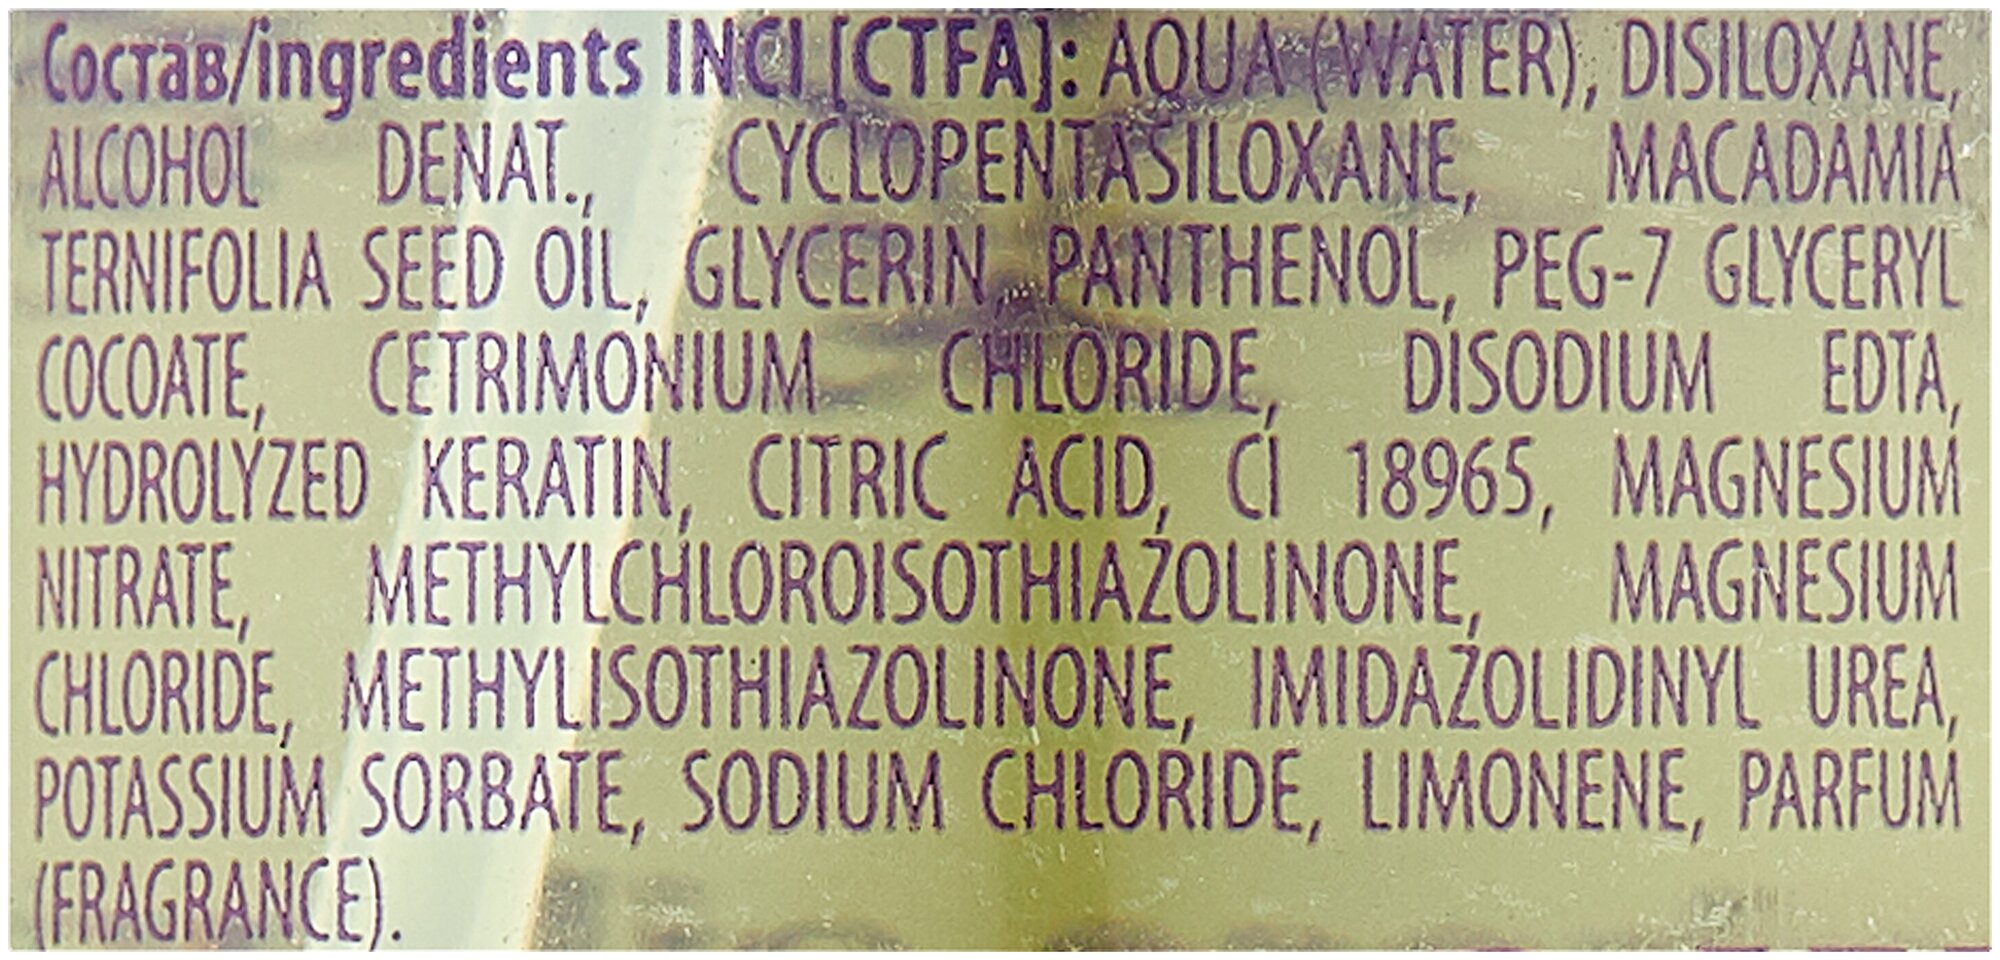 Состав/ingredients INCI [CTFA]: AQUA (WATER), DISILOXANE,
ALCOHOL DENAT., CYCLOPENTASILOXANE, MACADAMIA
TERNIFOLIA SEED OIL, GLYCERIN, PANTHENOL, PEG-7 GLYCERYL
COCOATE, CETRIMONIUM CHLORIDE, DISODIUM EDTA,
HYDROLYZED KERATIN, CITRIC ACID, CI 18965, MAGNESIUM
NITRATE, METHYLCHLOROISOTHIAZOLINONE, MAGNESIUM
CHLORIDE, METHYLISOTHIAZOLINONE, IMIDAZOLIDINYL UREA,
POTASSIUM SORBATE, SODIUM CHLORIDE, LIMONENE, PARFUM
(FRAGRANCE).